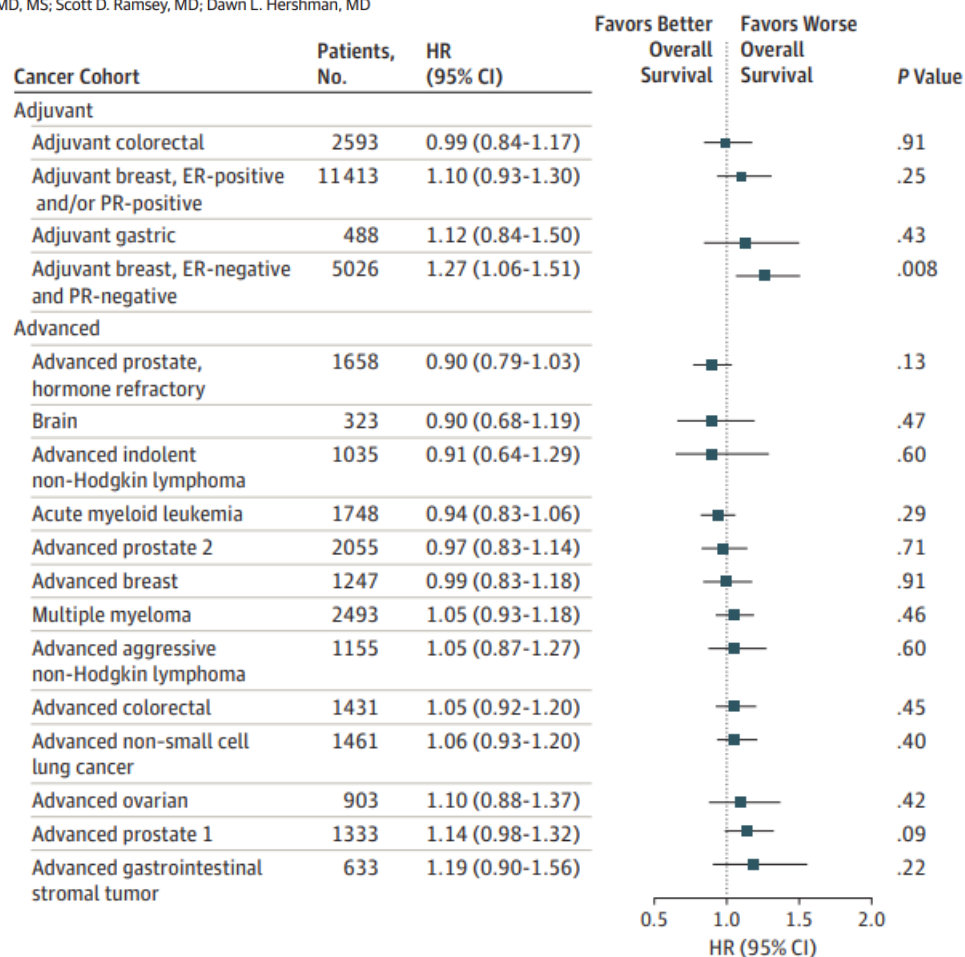 MD, MS; Scott D. Ramsey, MD; Dawn L. Hershman, MD
Favors Better Overall Survival
Favors Worse Overall Survival
Cancer Cohort Patients, No. HR (95% CI) P Value
Adjuvant
Adjuvant colorectal 2593 0.99 (0.84-1.17) .91
Adjuvant breast, ER-positive 11413 1.10 (0.93-1.30) .25
and/or PR-positive
Adjuvant gastric 488 1.12 (0.84-1.50) .43
Adjuvant breast, ER-negative 5026 1.27 (1.06-1.51) .008
and PR-negative
Advanced
Advanced prostate, 1658 0.90 (0.79-1.03) .13
hormone refractory
Brain 323 0.90 (0.68-1.19) .47
Advanced indolent 1035 0.91 (0.64-1.29) .60
non-Hodgkin lymphoma
Acute myeloid leukemia 1748 0.94 (0.83-1.06) .29
Advanced prostate 2 2055 0.97 (0.83-1.14) .71
Advanced breast 1247 0.99 (0.83-1.18) .91
Multiple myeloma 2493 1.05 (0.93-1.18) .46
Advanced aggressive 1155 1.05 (0.87-1.27) .60
non-Hodgkin lymphoma
Advanced colorectal 1431 1.05 (0.92-1.20) .45
Advanced non-small cell 1461 1.06 (0.93-1.20) .40
lung cancer
Advanced ovarian 903 1.10 (0.88-1.37) .42
Advanced prostate 1 1333 1.14 (0.98-1.32) .09
Advanced gastrointestinal 633 1.19 (0.90-1.56) .22
stromal tumor
0.5 1.0 1.5 2.0
HR (95% CI)